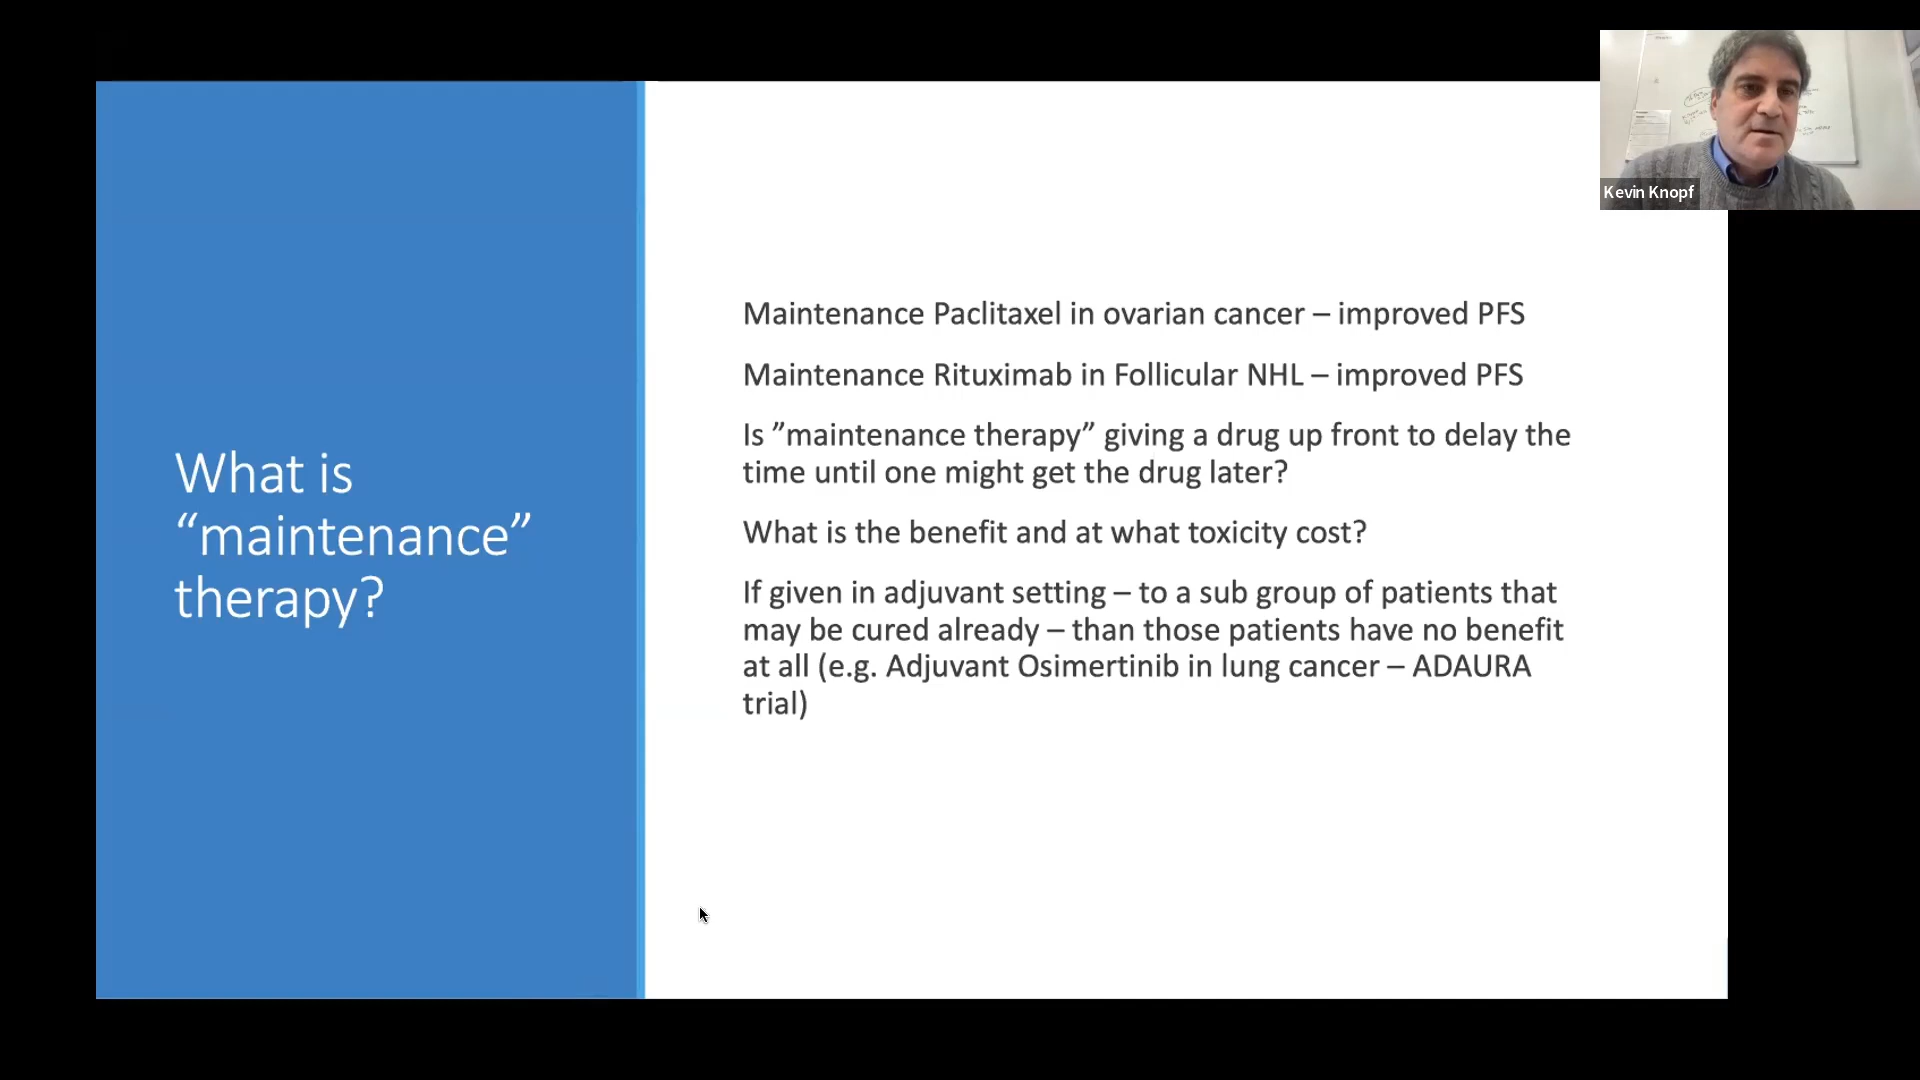 Kevin Knopf
What is
“maintenance”
therapy?
Maintenance Paclitaxel in ovarian cancer – improved PFS
Maintenance Rituximab in Follicular NHL – improved PFS
Is ”maintenance therapy” giving a drug up front to delay the
time until one might get the drug later?
What is the benefit and at what toxicity cost?
If given in adjuvant setting – to a sub group of patients that
may be cured already – than those patients have no benefit
at all (e.g. Adjuvant Osimertinib in lung cancer – ADAURA
trial)